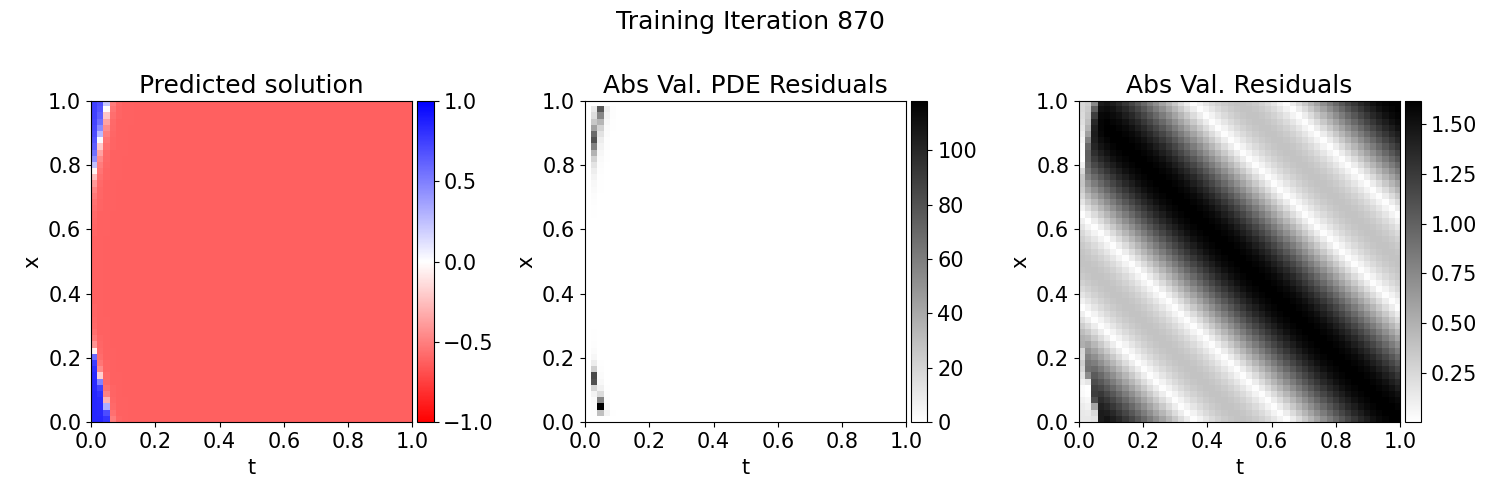 Training Iteration 870
Predicted solution
Abs Val. PDE Residuals
Abs Val. Residuals
1.0
0.8
0.6
0.4
0.2
0.0
x
0.0 0.2 0.4 0.6 0.8 1.0
t
1.0
0.5
0.0
−0.5
−1.0
1.0
0.8
0.6
0.4
0.2
0.0
x
0.0 0.2 0.4 0.6 0.8 1.0
t
100
80
60
40
20
0
1.0
0.8
0.6
0.4
0.2
0.0
x
0.0 0.2 0.4 0.6 0.8 1.0
t
1.50
1.25
1.00
0.75
0.50
0.25